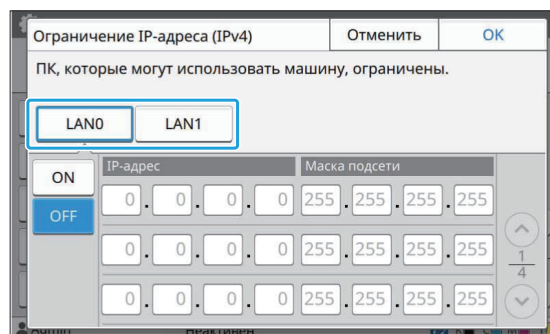 Ограничение IP-адреса (IPv4) Отменить OK
ПК, которые могут использовать машину, ограничены.
LAN0 LAN1
ON IP-адрес Маска подсети
OFF 0 . 0 . 0 . 0 255 . 255 . 255 . 255
0 . 0 . 0 . 0 255 . 255 . 255 . 255
1
4
0 . 0 . 0 . 0 255 . 255 . 255 . 255
Неактивен